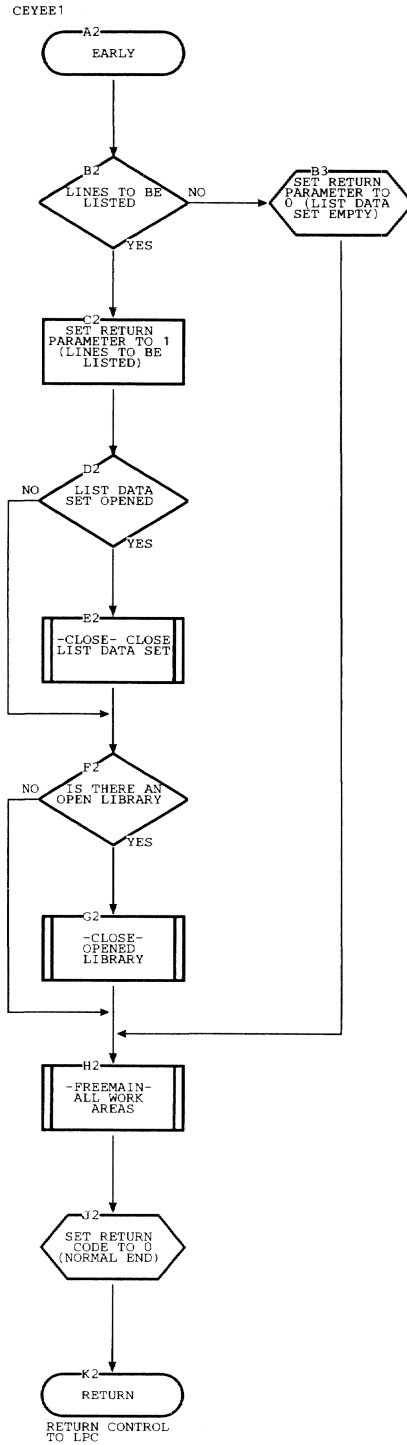 CEYEE1
A2
EARLY
B2
LINES TO BE
LISTED
NO
YES
B3
SET RETURN
PARAMETER TO
0 (LIST DATA
SET EMPTY)
C2
SET RETURN
PARAMETER TO 1
(LINES TO BE
LISTED)
D2
NO
LIST DATA
SET OPENED
YES
E2
-CLOSE- CLOSE
LIST DATA SET
F2
NO
IS THERE AN
OPEN LIBRARY
YES
G2
-CLOSE-
OPENED
LIBRARY
H2
-FREEMAIN-
ALL WORK
AREAS
J2
SET RETURN
CODE TO 0
(NORMAL END)
K2
RETURN
RETURN CONTROL
TO LPC